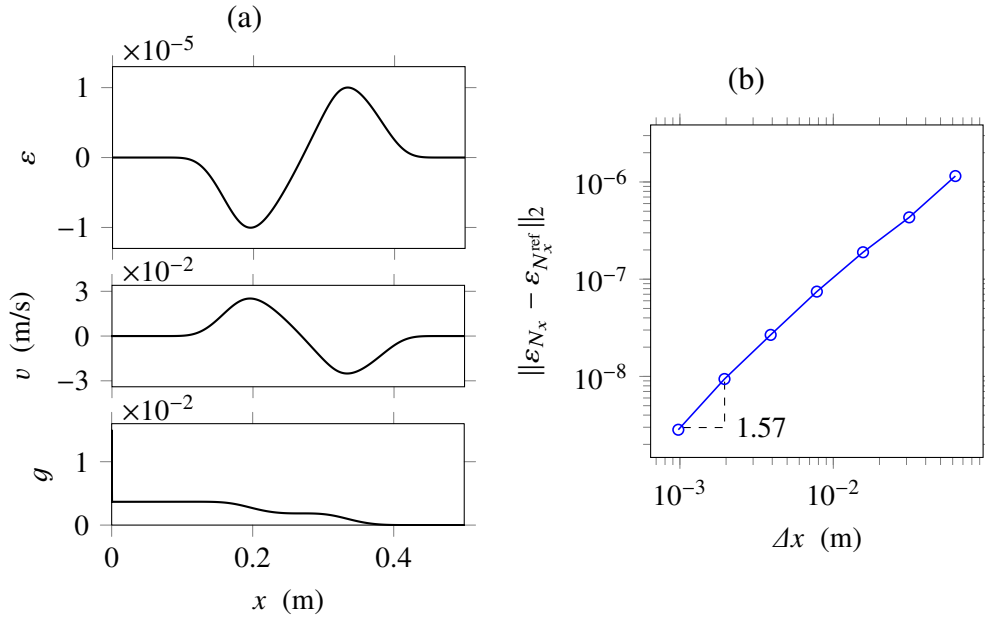 (a)
×10⁻⁵
1
0
−1
ε
×10⁻²
3
0
−3
v (m/s)
×10⁻²
1
0
g
0
0.2
0.4
x (m)
(b)
10⁻⁶
10⁻⁷
10⁻⁸
||ε_{N_x} − ε_{N_x^{ref}}||₂
1.57
10⁻³
10⁻²
Δx (m)